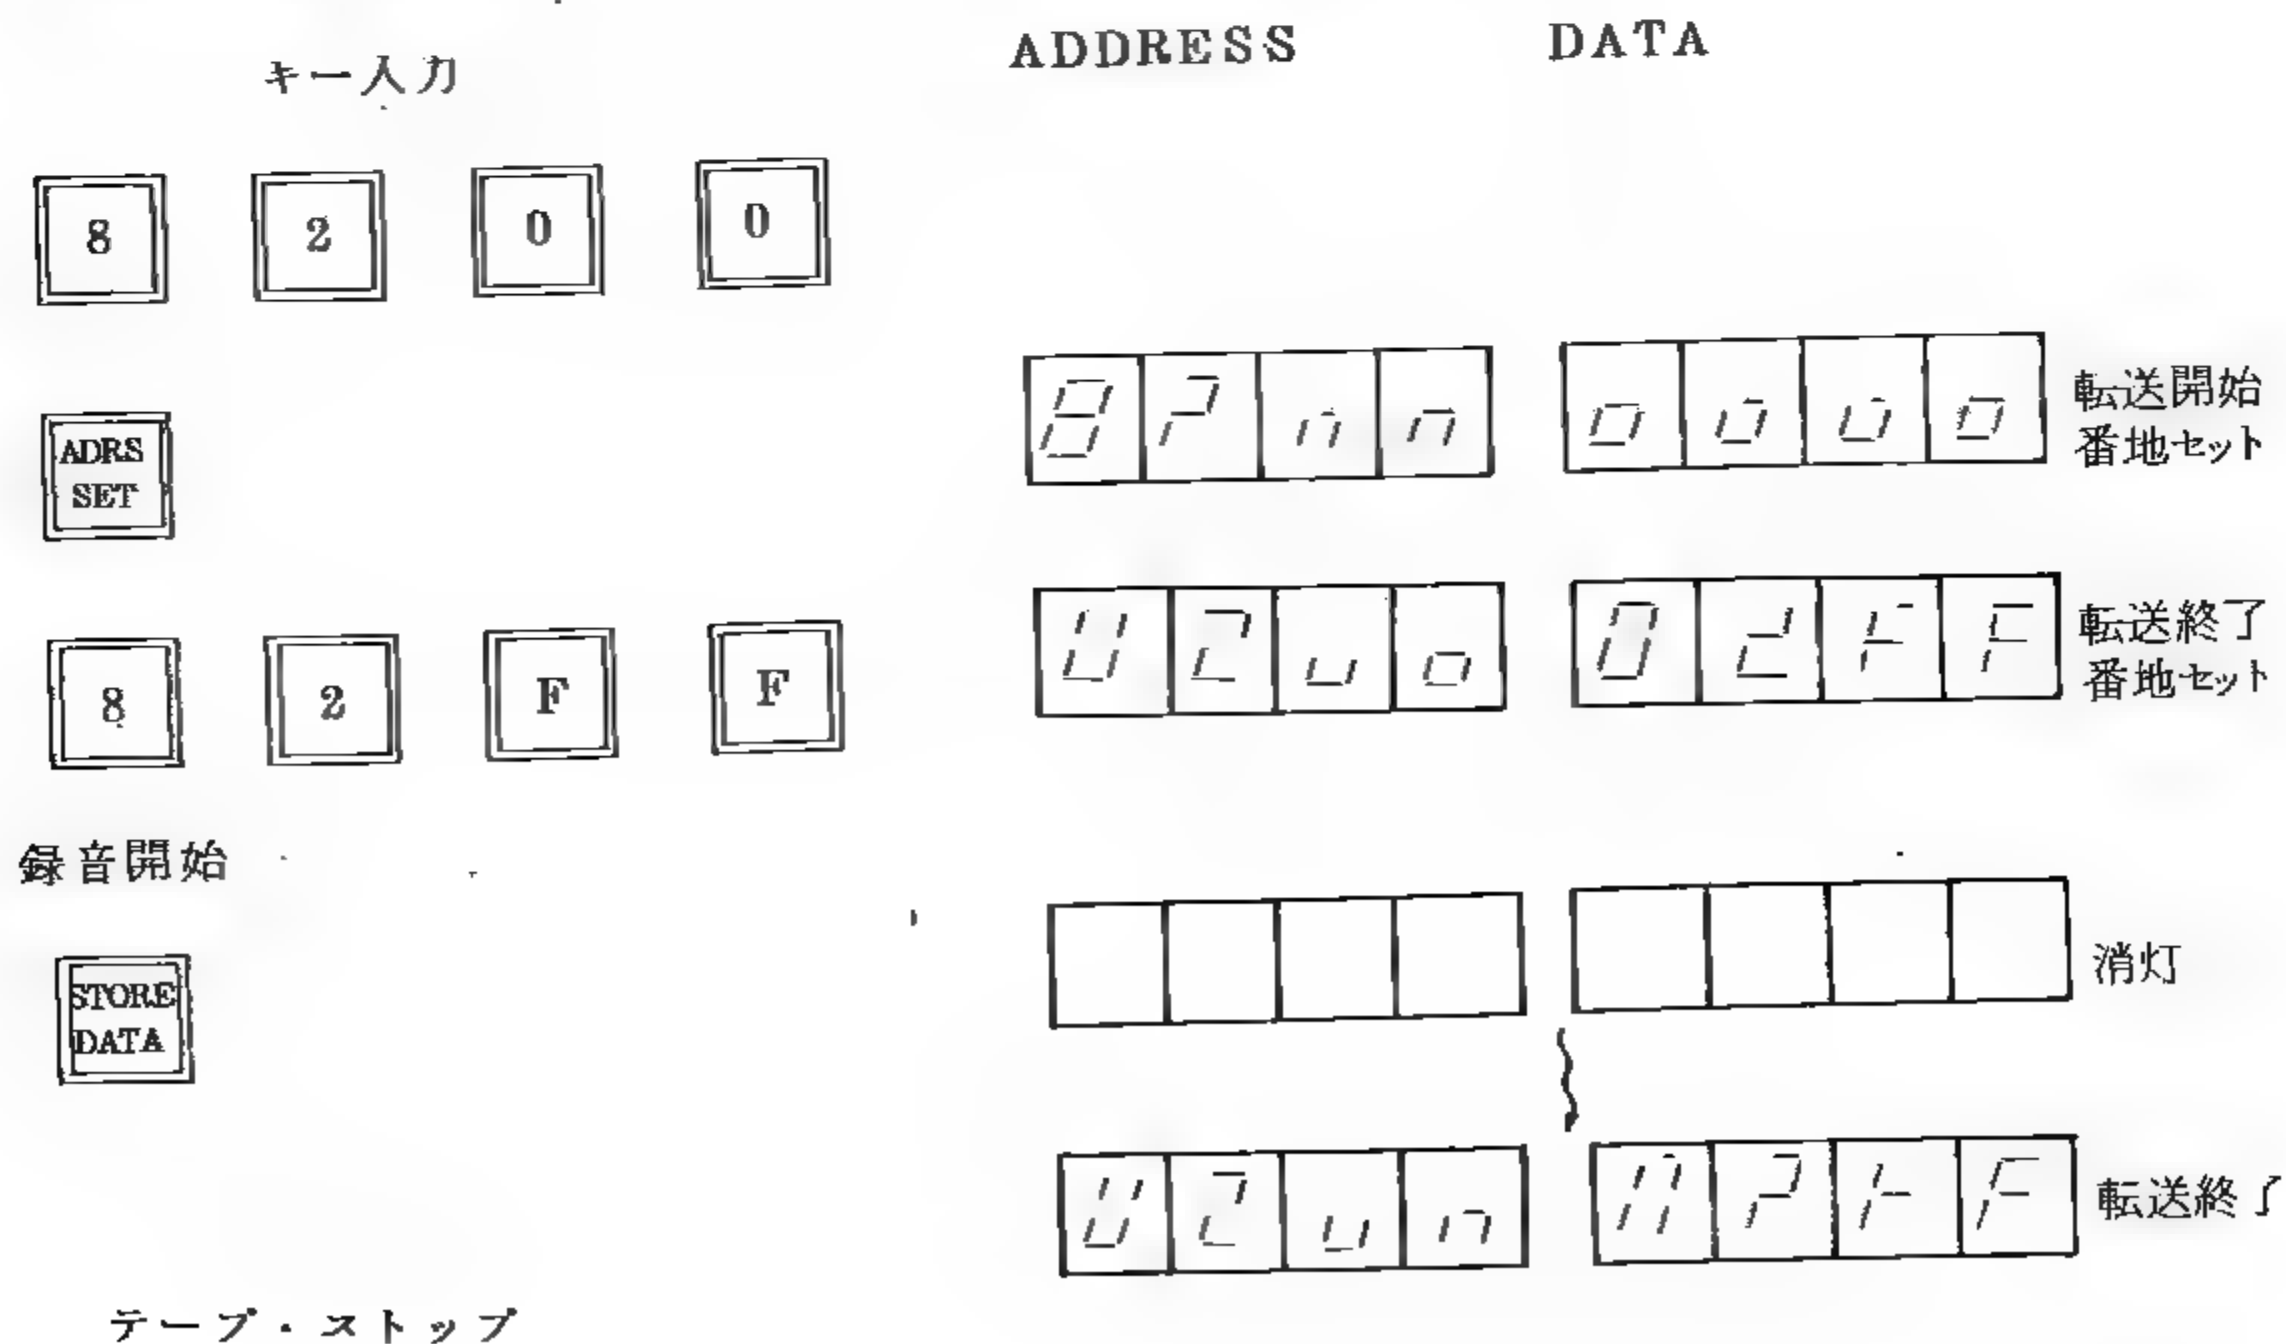 キー入力 ADDRESS DATA
8 2 0 0
ADRS
SET
転送開始
番地セット
8 2 F F
転送終了
番地セット
録音開始
STORE
DATA
消灯
転送終了
テープ・ストップ